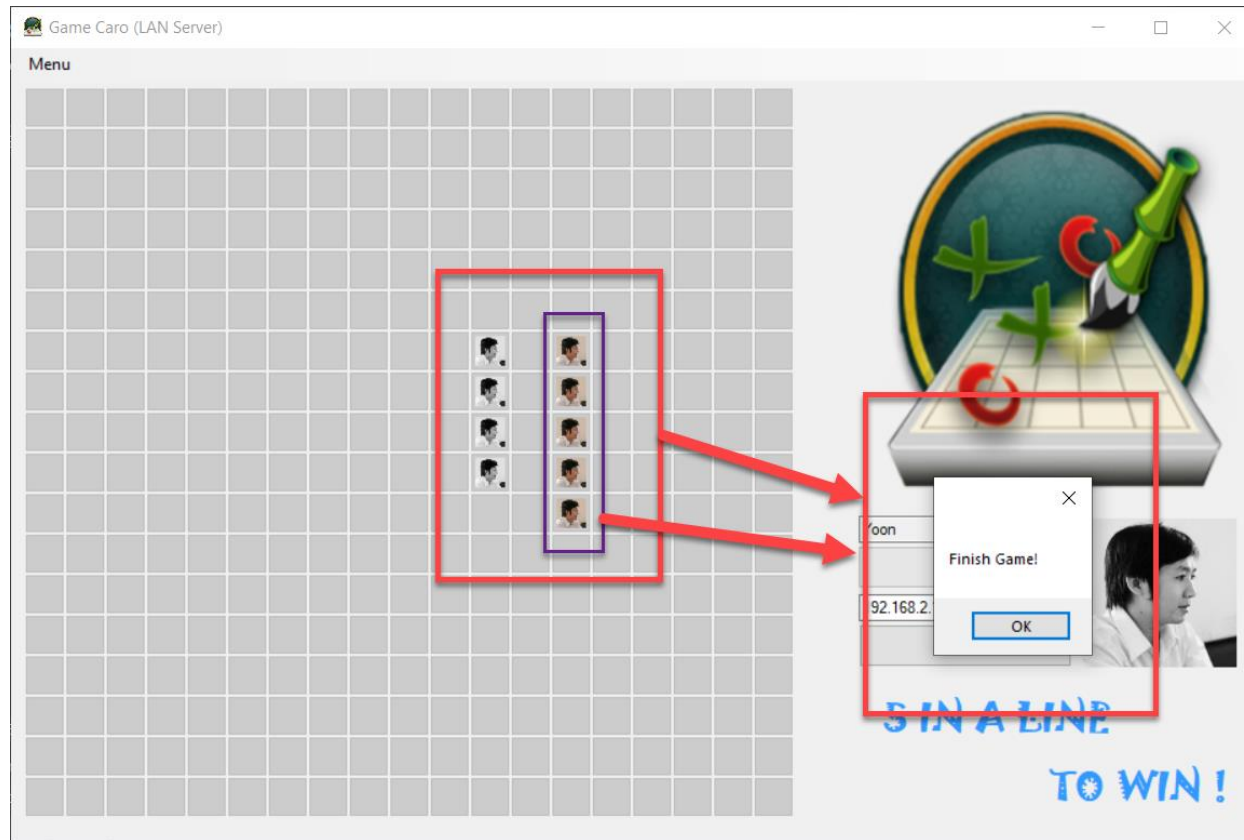 Game Caro (LAN Server)
Menu
Yoon
Finish Game!
92.168.2.
OK
5 IN A LINE
TO WIN !